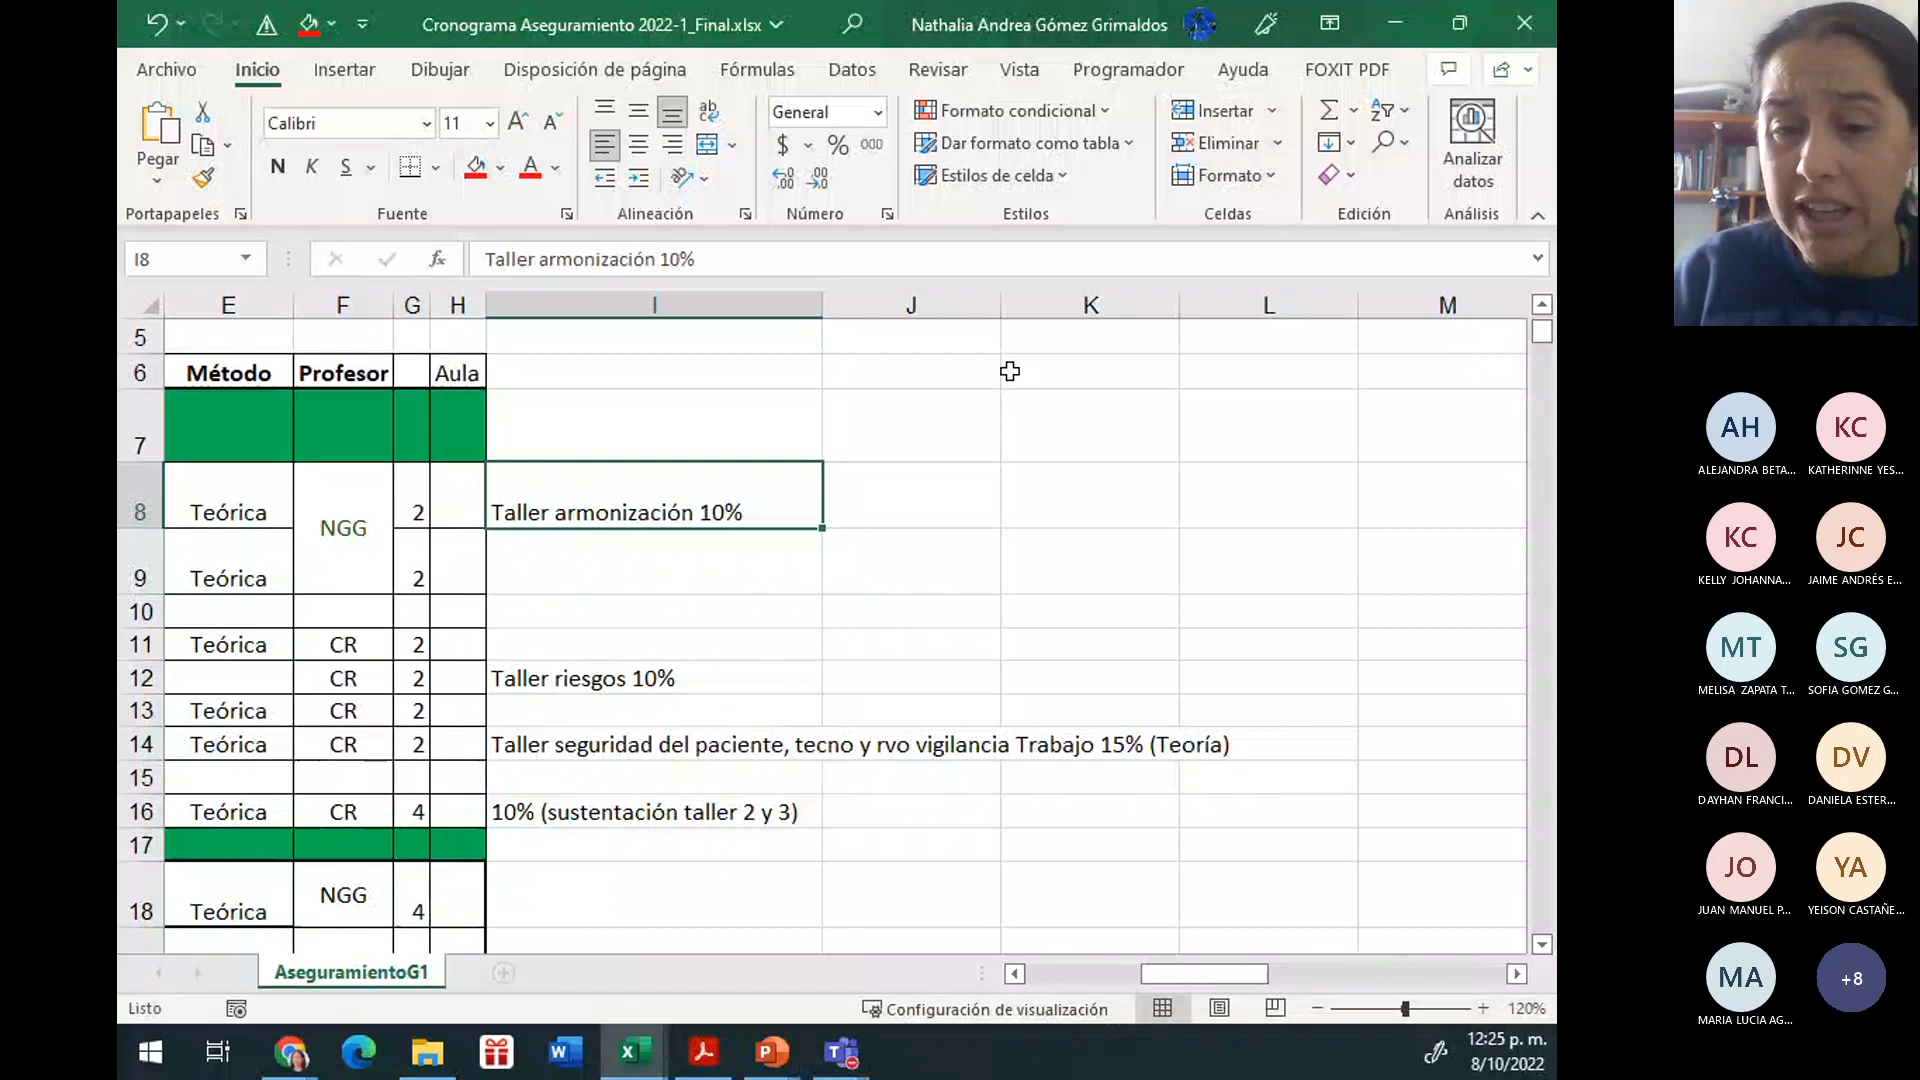 Cronograma Aseguramiento 2022-1_Final.xlsx
Nathalia Andrea Gómez Grimaldos
Archivo Inicio Insertar Dibujar Disposición de página Fórmulas Datos Revisar Vista Programador Ayuda FOXIT PDF
Pegar
Calibri 11
N K S
General
$ % 000
Formato condicional
Dar formato como tabla
Estilos de celda
Insertar
Eliminar
Formato
Analizar
datos
Portapapeles Fuente Alineación Número Estilos Celdas Edición Análisis
I8 fx Taller armonización 10%
E F G H I J K L M
5
6 Método Profesor Aula
7
8 Teórica NGG 2 Taller armonización 10%
9 Teórica 2
10
11 Teórica CR 2
12 CR 2 Taller riesgos 10%
13 Teórica CR 2
14 Teórica CR 2 Taller seguridad del paciente, tecno y rvo vigilancia Trabajo 15% (Teoría)
15
16 Teórica CR 4 10% (sustentación taller 2 y 3)
17
18 Teórica NGG 4
AseguramientoG1
Listo Configuración de visualización 120%
12:25 p. m.
8/10/2022
AH KC
ALEJANDRA BETA... KATHERINNE YES...
KC JC
KELLY JOHANNA... JAIME ANDRÉS E...
MT SG
MELISA ZAPATA T... SOFIA GOMEZ G...
DL DV
DAYHAN FRANCI... DANIELA ESTER...
JO YA
JUAN MANUEL P... YEISON CASTAÑE...
MA +8
MARIA LUCIA AG...